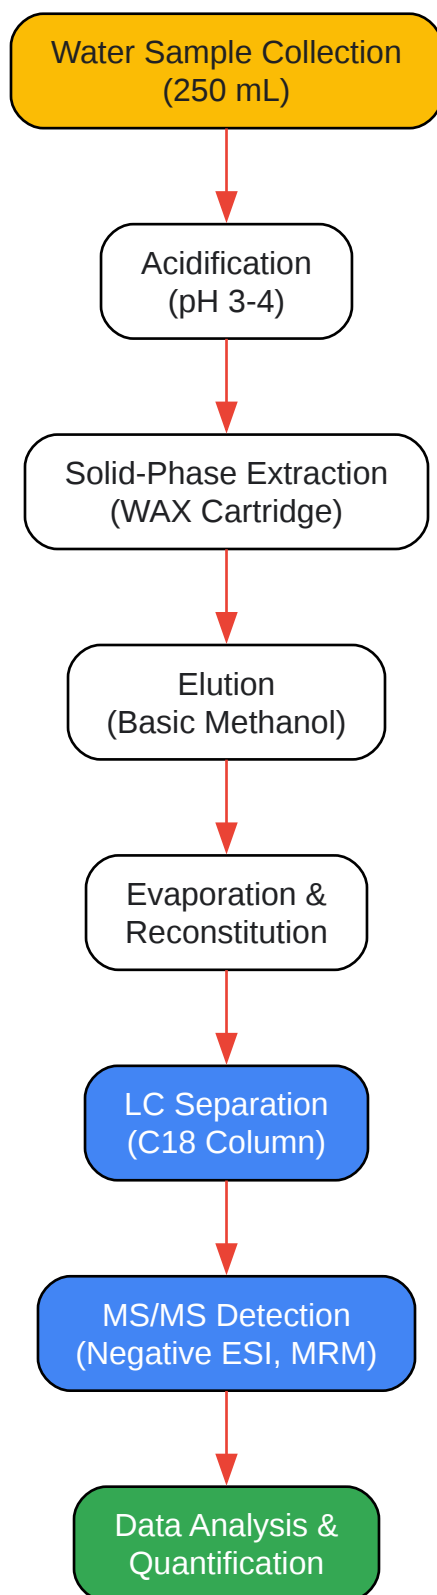 Water Sample Collection
(250 mL)
Acidification
(pH 3-4)
Solid-Phase Extraction
(WAX Cartridge)
Elution
(Basic Methanol)
Evaporation &
Reconstitution
LC Separation
(C18 Column)
MS/MS Detection
(Negative ESI, MRM)
Data Analysis &
Quantification